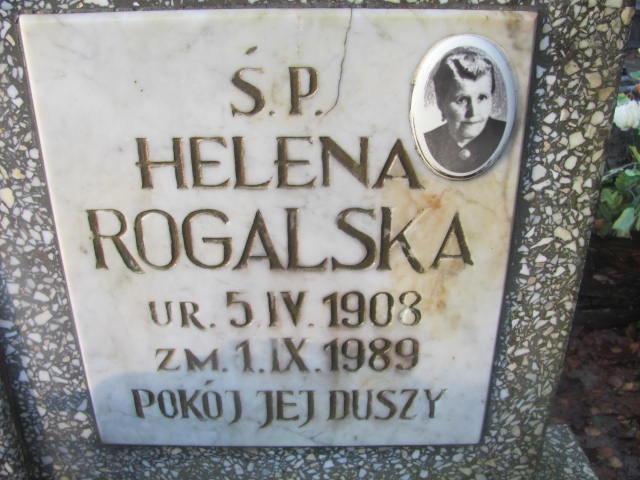 Ś.P.
HELENA
ROGALSKA
UR. 5.IV.1908
ZM. 1.IX.1989
POKÓJ JEJ DUSZY